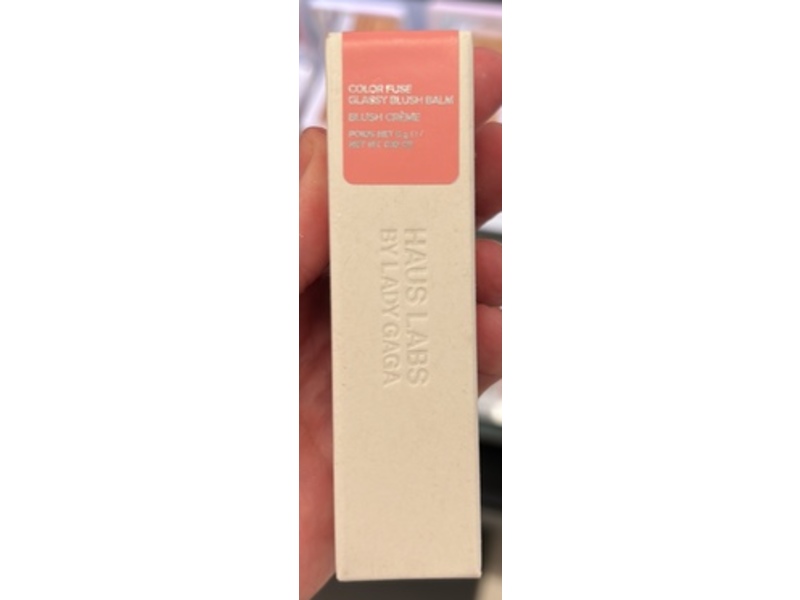 COLOR FUSE
GLASSY BLUSH BALM
BLUSH CRÈME
POIDS NET
NET WT.
HAUS LABS
BY LADY GAGA